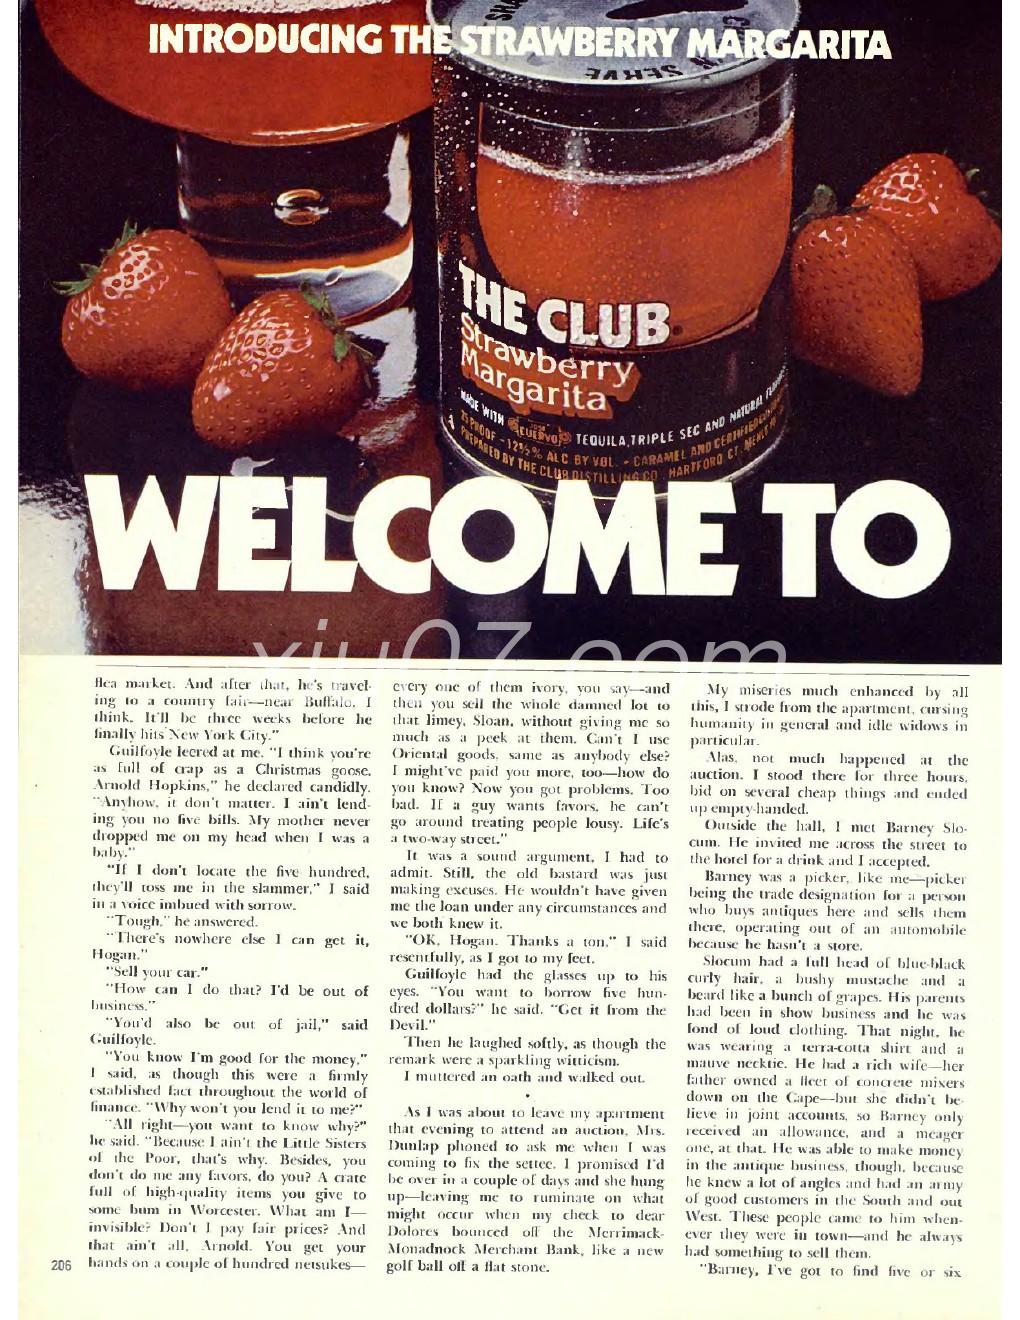 INTRODUCING THE STRAWBERRY MARGARITA
SERVE
THE CLUB
Strawberry
Margarita
MADE WITH CUERVO TEQUILA, TRIPLE SEC AND NATURAL
25 PROOF - 12½% ALC BY VOL. - CARAMEL AND CERTIFIED
PREPARED BY THE CLUB DISTILLING CO. HARTFORD CT.
WELCOME TO
xiu07.com
flea market. And after that, he's travel-
ing to a country fair—near Buffalo, I
think. It'll be three weeks before he
finally hits New York City."
Guilfoyle leered at me. "I think you're
as full of crap as a Christmas goose,
Arnold Hopkins," he declared candidly.
"Anyhow, it don't matter. I ain't lend-
ing you no five bills. My mother never
dropped me on my head when I was a
baby."
"If I don't locate the five hundred,
they'll toss me in the slammer," I said
in a voice imbued with sorrow.
"Tough," he answered.
"There's nowhere else I can get it,
Hogan."
"Sell your car."
"How can I do that? I'd be out of
business."
"You'd also be out of jail," said
Guilfoyle.
"You know I'm good for the money,"
I said, as though this were a firmly
established fact throughout the world of
finance. "Why won't you lend it to me?"
"All right—you want to know why?"
he said. "Because I ain't the Little Sisters
of the Poor, that's why. Besides, you
don't do me any favors, do you? A crate
full of high-quality items you give to
some bum in Worcester. What am I—
invisible? Don't I pay fair prices? And
that ain't all, Arnold. You get your
hands on a couple of hundred netsukes—
every one of them ivory, you say—and
then you sell the whole damned lot to
that limey, Sloan, without giving me so
much as a peek at them. Can't I use
Oriental goods, same as anybody else?
I might've paid you more, too—how do
you know? Now you got problems. Too
bad. If a guy wants favors, he can't
go around treating people lousy. Life's
a two-way street."
It was a sound argument, I had to
admit. Still, the old bastard was just
making excuses. He wouldn't have given
me the loan under any circumstances and
we both knew it.
"OK, Hogan. Thanks a ton," I said
resentfully, as I got to my feet.
Guilfoyle had the glasses up to his
eyes. "You want to borrow five hun-
dred dollars?" he said. "Get it from the
Devil."
Then he laughed softly, as though the
remark were a sparkling witticism.
I muttered an oath and walked out.
•
As I was about to leave my apartment
that evening to attend an auction, Mrs.
Dunlap phoned to ask me when I was
coming to fix the settee. I promised I'd
be over in a couple of days and she hung
up—leaving me to ruminate on what
might occur when my check to dear
Dolores bounced off the Merrimack-
Monadnock Merchant Bank, like a new
golf ball off a flat stone.
My miseries much enhanced by all
this, I strode from the apartment, cursing
humanity in general and idle widows in
particular.
Alas, not much happened at the
auction. I stood there for three hours,
bid on several cheap things and ended
up empty-handed.
Outside the hall, I met Barney Slo-
cum. He invited me across the street to
the hotel for a drink and I accepted.
Barney was a picker, like me—picker
being the trade designation for a person
who buys antiques here and sells them
there, operating out of an automobile
because he hasn't a store.
Slocum had a full head of blue-black
curly hair, a bushy mustache and a
beard like a bunch of grapes. His parents
had been in show business and he was
fond of loud clothing. That night, he
was wearing a terra-cotta shirt and a
mauve necktie. He had a rich wife—her
father owned a fleet of concrete mixers
down on the Cape—but she didn't be-
lieve in joint accounts, so Barney only
received an allowance, and a meager
one, at that. He was able to make money
in the antique business, though, because
he knew a lot of angles and had an army
of good customers in the South and out
West. These people came to him when-
ever they were in town—and he always
had something to sell them.
"Barney, I've got to find five or six
206